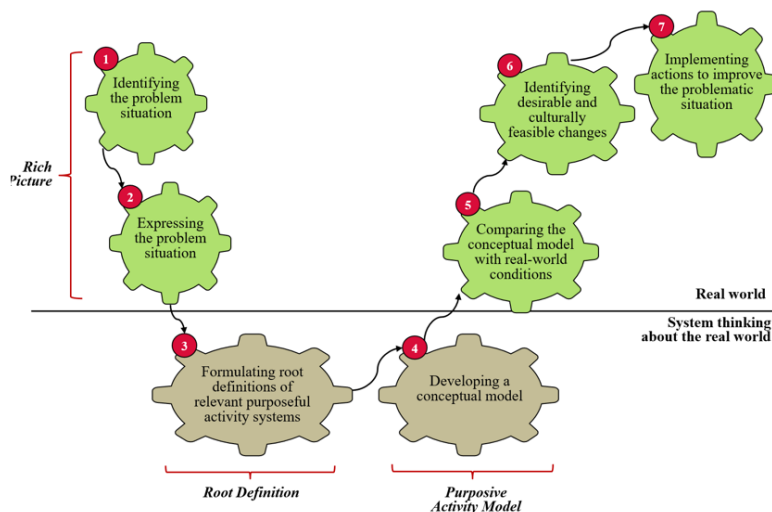 1
Identifying
the problem
situation
2
Expressing
the problem
situation
Rich
Picture
3
Formulating root
definitions of
relevant purposeful
activity systems
Root Definition
4
Developing a
conceptual model
Purposive
Activity Model
5
Comparing the
conceptual model
with real-world
conditions
6
Identifying
desirable and
culturally
feasible changes
7
Implementing
actions to improve
the problematic
situation
Real world
System thinking
about the real world